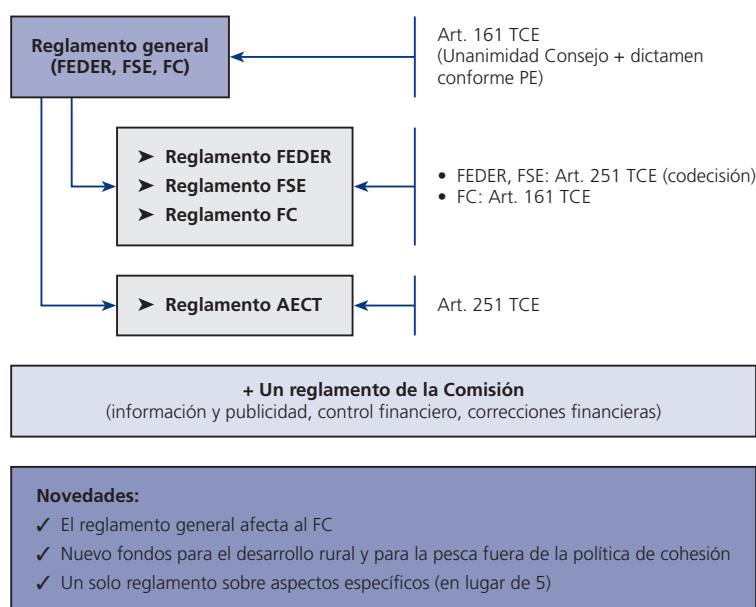 Reglamento general
(FEDER, FSE, FC)
Art. 161 TCE
(Unanimidad Consejo + dictamen
conforme PE)
➤ Reglamento FEDER
➤ Reglamento FSE
➤ Reglamento FC
• FEDER, FSE: Art. 251 TCE (codecisión)
• FC: Art. 161 TCE
➤ Reglamento AECT
Art. 251 TCE
+ Un reglamento de la Comisión
(información y publicidad, control financiero, correcciones financieras)
Novedades:
✓ El reglamento general afecta al FC
✓ Nuevo fondos para el desarrollo rural y para la pesca fuera de la política de cohesión
✓ Un solo reglamento sobre aspectos específicos (en lugar de 5)